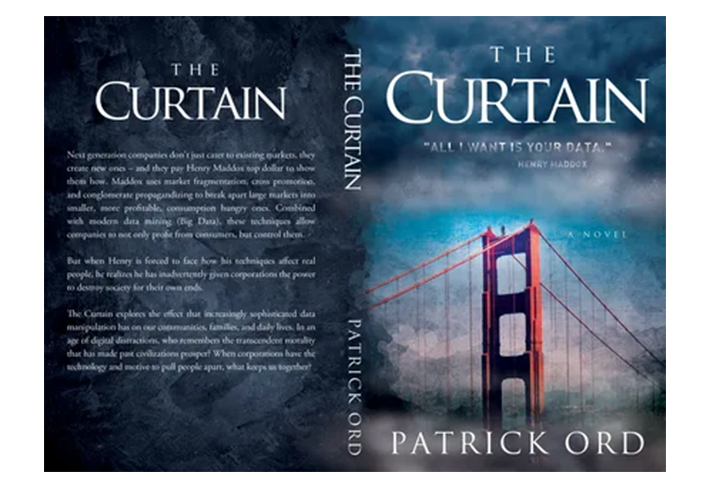 THE
CURTAIN
Next generation companies don't just cater to existing markets, they
create new ones – and they pay Henry Maddox top dollar to show
them how. Maddox uses market fragmentation, cross promotion,
and conglomerate propagandizing to break apart large markets into
smaller, more profitable, consumption hungry ones. Combined
with modern data mining (Big Data), these techniques allow
companies to not only profit from consumers, but control them.
But when Henry is forced to face how his techniques affect real
people, he realizes he has inadvertently given corporations the power
to destroy society for their own ends.
The Curtain explores the effect that increasingly sophisticated data
manipulation has on our communities, families, and daily lives. In an
age of digital distractions, who remembers the transcendent morality
that has made past civilizations prosper? When corporations have the
technology and motive to pull people apart, what keeps us together?
THE CURTAIN
PATRICK ORD
THE
CURTAIN
"ALL I WANT IS YOUR DATA."
HENRY MADDOX
A NOVEL
PATRICK ORD